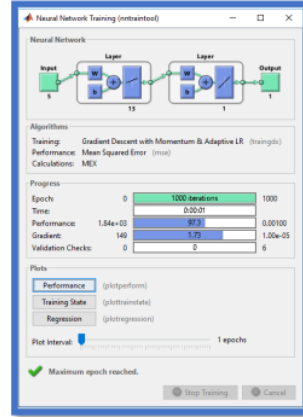 Neural Network Training (nntraintool)
Neural Network
Layer Layer
Input Output
W b W b
5 13 1 1
Algorithms
Training: Gradient Descent with Momentum & Adaptive LR (traingdx)
Performance: Mean Squared Error (mse)
Calculations: MEX
Progress
Epoch: 0 1000 iterations 1000
Time: 0:00:01
Performance: 1.84e+03 97.3 0.00100
Gradient: 149 1.73 1.00e-05
Validation Checks: 0 0 6
Plots
Performance (plotperform)
Training State (plottrainstate)
Regression (plotregression)
Plot Interval: 1 epochs
Maximum epoch reached.
Stop Training Cancel